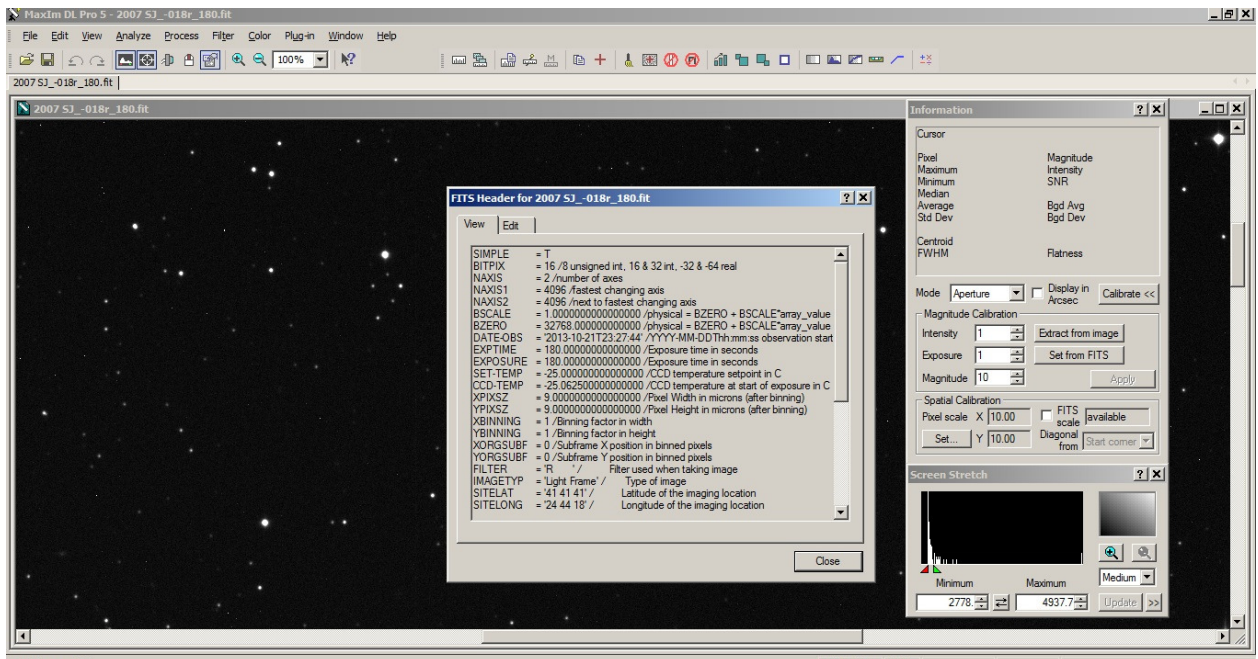 MaxIm DL Pro 5 - 2007 SJ_-018r_180.fit
File Edit View Analyze Process Filter Color Plug-in Window Help
100%
2007 SJ_-018r_180.fit
2007 SJ_-018r_180.fit
FITS Header for 2007 SJ_-018r_180.fit
View Edit
SIMPLE = T
BITPIX = 16 /8 unsigned int, 16 & 32 int, -32 & -64 real
NAXIS = 2 /number of axes
NAXIS1 = 4096 /fastest changing axis
NAXIS2 = 4096 /next to fastest changing axis
BSCALE = 1.0000000000000000 /physical = BZERO + BSCALE*array_value
BZERO = 32768.000000000000 /physical = BZERO + BSCALE*array_value
DATE-OBS = '2013-10-21T23:27:44' /YYYY-MM-DDThh:mm:ss observation start
EXPTIME = 180.00000000000000 /Exposure time in seconds
EXPOSURE = 180.00000000000000 /Exposure time in seconds
SET-TEMP = -25.000000000000000 /CCD temperature setpoint in C
CCD-TEMP = -25.062500000000000 /CCD temperature at start of exposure in C
XPIXSZ = 9.0000000000000000 /Pixel Width in microns (after binning)
YPIXSZ = 9.0000000000000000 /Pixel Height in microns (after binning)
XBINNING = 1 /Binning factor in width
YBINNING = 1 /Binning factor in height
XORGSUBF = 0 /Subframe X position in binned pixels
YORGSUBF = 0 /Subframe Y position in binned pixels
FILTER = 'R ' / Filter used when taking image
IMAGETYP = 'Light Frame' / Type of image
SITELAT = '41 41 41' / Latitude of the imaging location
SITELONG = '24 44 18' / Longitude of the imaging location
Close
Information
Cursor
Pixel Magnitude
Maximum Intensity
Minimum SNR
Median
Average Bgd Avg
Std Dev Bgd Dev
Centroid
FWHM Flatness
Mode Aperture Display in Arcsec Calibrate <<
Magnitude Calibration
Intensity 1 Extract from image
Exposure 1 Set from FITS
Magnitude 10 Apply
Spatial Calibration
Pixel scale X 10.00 FITS scale available
Set... Y 10.00 Diagonal from Start corner
Screen Stretch
Medium
Minimum Maximum
2778. 4937.7 Update >>